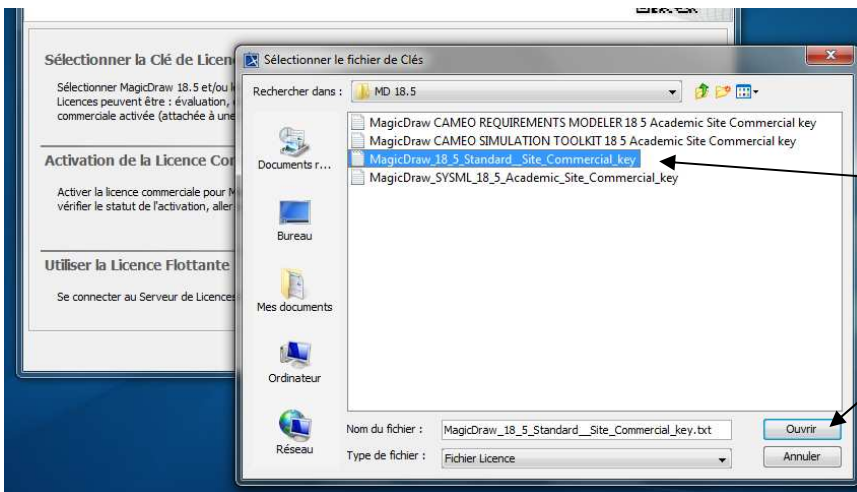 Sélectionner la Clé de Licen
Sélectionner MagicDraw 18.5 et/ou
Licences peuvent être : évaluation,
commerciale activée (attachée à une
Activation de la Licence Co
Activer la licence commerciale pour
vérifier le statut de l'activation, aller
Utiliser la Licence Flottante
Se connecter au Serveur de Licences
Sélectionner le fichier de Clés
Rechercher dans : MD 18.5
MagicDraw CAMEO REQUIREMENTS MODELER 18 5 Academic Site Commercial key
MagicDraw CAMEO SIMULATION TOOLKIT 18 5 Academic Site Commercial key
MagicDraw_18_5_Standard__Site_Commercial_key
MagicDraw_SYSML_18_5_Academic_Site_Commercial_key
Documents r...
Bureau
Mes documents
Ordinateur
Réseau
Nom du fichier : MagicDraw_18_5_Standard__Site_Commercial_key.txt Ouvrir
Type de fichier : Fichier Licence Annuler